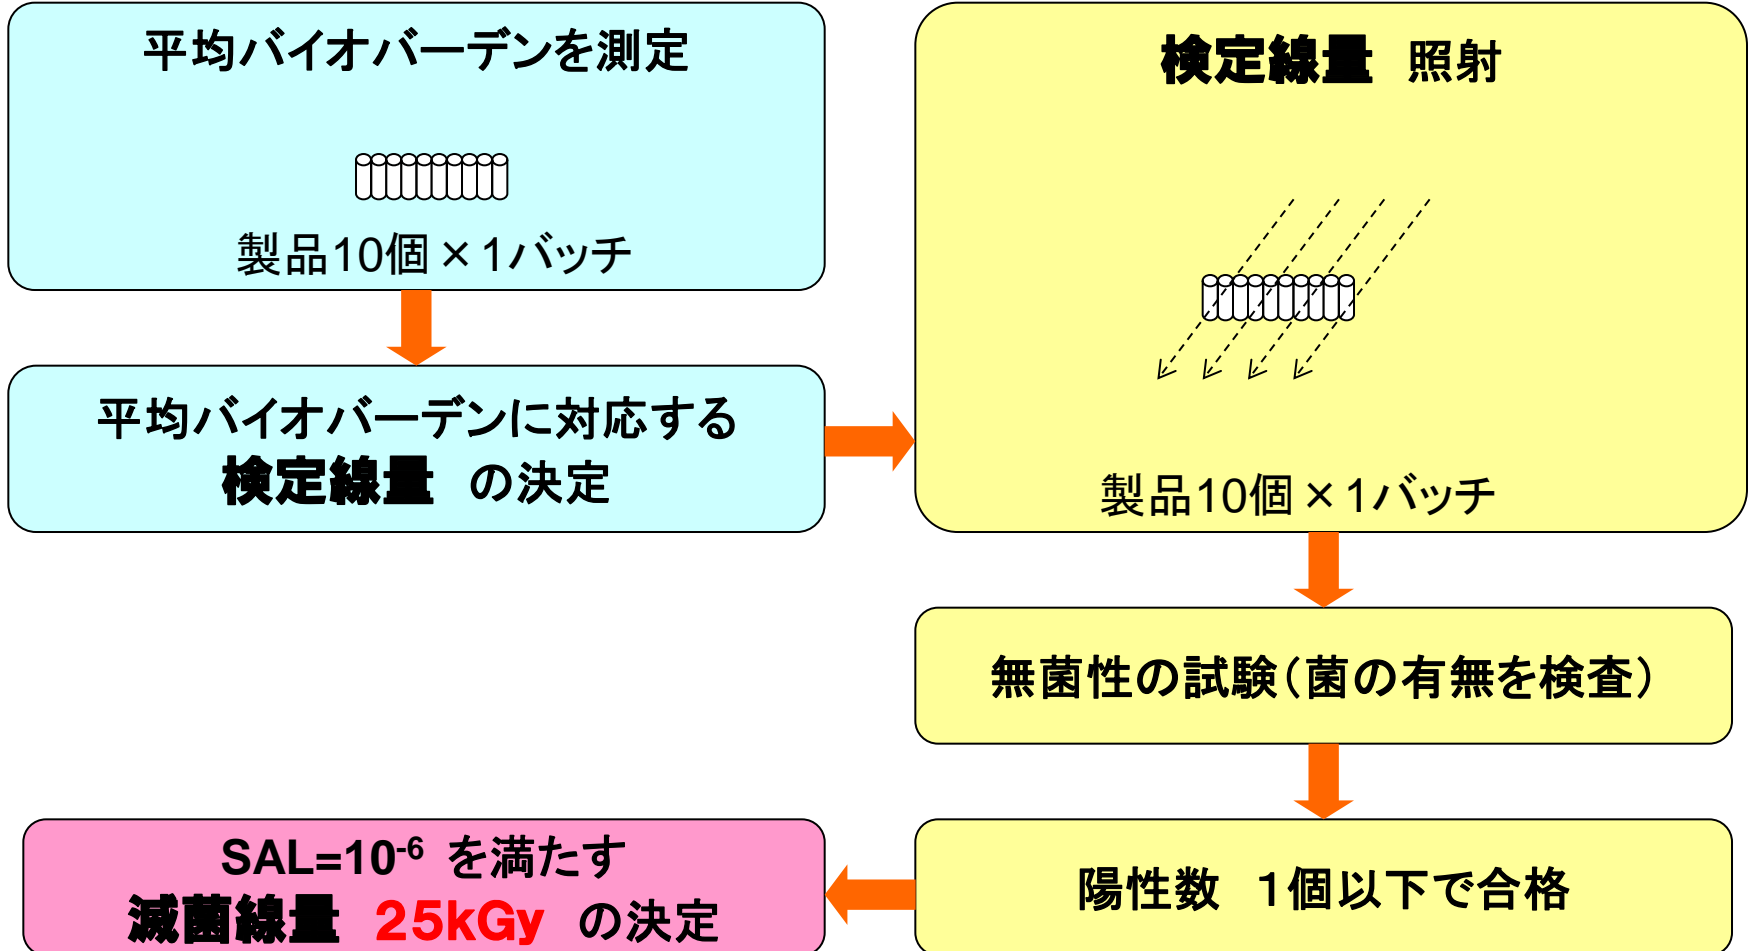 平均バイオバーデンを測定
製品10個×1バッチ
平均バイオバーデンに対応する
検定線量 の決定
検定線量 照射
製品10個×1バッチ
無菌性の試験（菌の有無を検査）
陽性数 1個以下で合格
SAL=10-6 を満たす
滅菌線量 25kGy の決定